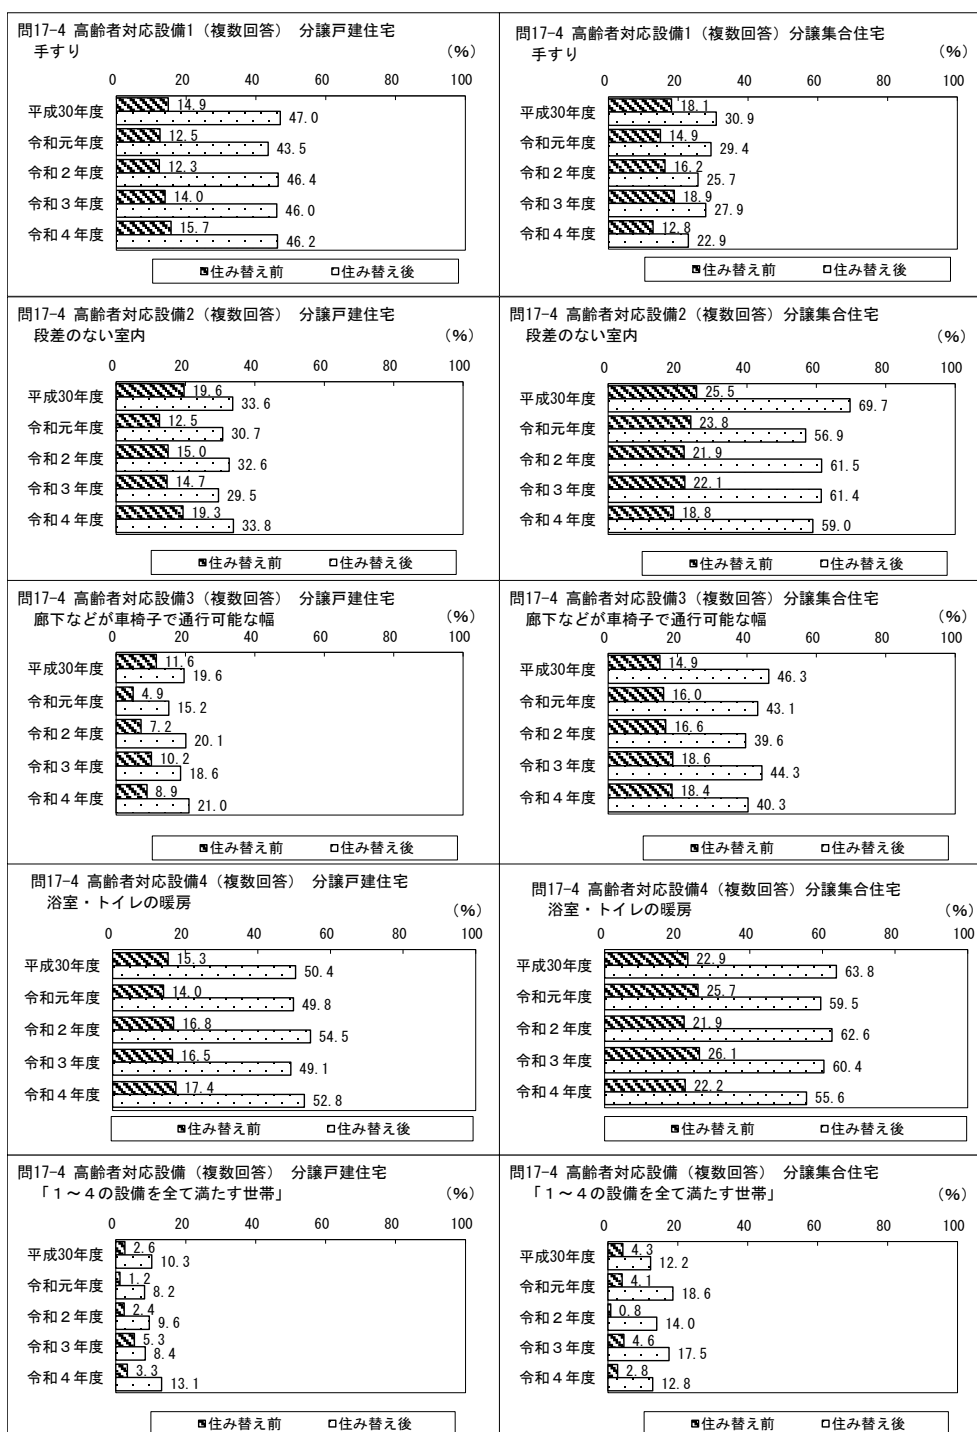 問17-4 高齢者対応設備1（複数回答） 分譲戸建住宅
手すり
（%）
0 20 40 60 80 100
平成30年度 14.9 47.0
令和元年度 12.5 43.5
令和２年度 12.3 46.4
令和３年度 14.0 46.0
令和４年度 15.7 46.2
住み替え前 住み替え後
問17-4 高齢者対応設備1（複数回答）分譲集合住宅
手すり
（%）
0 20 40 60 80 100
平成30年度 18.1 30.9
令和元年度 14.9 29.4
令和２年度 16.2 25.7
令和３年度 18.9 27.9
令和４年度 12.8 22.9
住み替え前 住み替え後
問17-4 高齢者対応設備2（複数回答） 分譲戸建住宅
段差のない室内
（%）
0 20 40 60 80 100
平成30年度 19.6 33.6
令和元年度 12.5 30.7
令和２年度 15.0 32.6
令和３年度 14.7 29.5
令和４年度 19.3 33.8
住み替え前 住み替え後
問17-4 高齢者対応設備2（複数回答）分譲集合住宅
段差のない室内
（%）
0 20 40 60 80 100
平成30年度 25.5 69.7
令和元年度 23.8 56.9
令和２年度 21.9 61.5
令和３年度 22.1 61.4
令和４年度 18.8 59.0
住み替え前 住み替え後
問17-4 高齢者対応設備3（複数回答） 分譲戸建住宅
廊下などが車椅子で通行可能な幅
（%）
0 20 40 60 80 100
平成30年度 11.6 19.6
令和元年度 4.9 15.2
令和２年度 7.2 20.1
令和３年度 10.2 18.6
令和４年度 8.9 21.0
住み替え前 住み替え後
問17-4 高齢者対応設備3（複数回答）分譲集合住宅
廊下などが車椅子で通行可能な幅
（%）
0 20 40 60 80 100
平成30年度 14.9 46.3
令和元年度 16.0 43.1
令和２年度 16.6 39.6
令和３年度 18.6 44.3
令和４年度 18.4 40.3
住み替え前 住み替え後
問17-4 高齢者対応設備4（複数回答） 分譲戸建住宅
浴室・トイレの暖房
（%）
0 20 40 60 80 100
平成30年度 15.3 50.4
令和元年度 14.0 49.8
令和２年度 16.8 54.5
令和３年度 16.5 49.1
令和４年度 17.4 52.8
住み替え前 住み替え後
問17-4 高齢者対応設備4（複数回答）分譲集合住宅
浴室・トイレの暖房
（%）
0 20 40 60 80 100
平成30年度 22.9 63.8
令和元年度 25.7 59.5
令和２年度 21.9 62.6
令和３年度 26.1 60.4
令和４年度 22.2 55.6
住み替え前 住み替え後
問17-4 高齢者対応設備（複数回答） 分譲戸建住宅
「１～４の設備を全て満たす世帯」
（%）
0 20 40 60 80 100
平成30年度 2.6 10.3
令和元年度 1.2 8.2
令和２年度 2.4 9.6
令和３年度 5.3 8.4
令和４年度 3.3 13.1
住み替え前 住み替え後
問17-4 高齢者対応設備（複数回答）分譲集合住宅
「１～４の設備を全て満たす世帯」
（%）
0 20 40 60 80 100
平成30年度 4.3 12.2
令和元年度 4.1 18.6
令和２年度 0.8 14.0
令和３年度 4.6 17.5
令和４年度 2.8 12.8
住み替え前 住み替え後